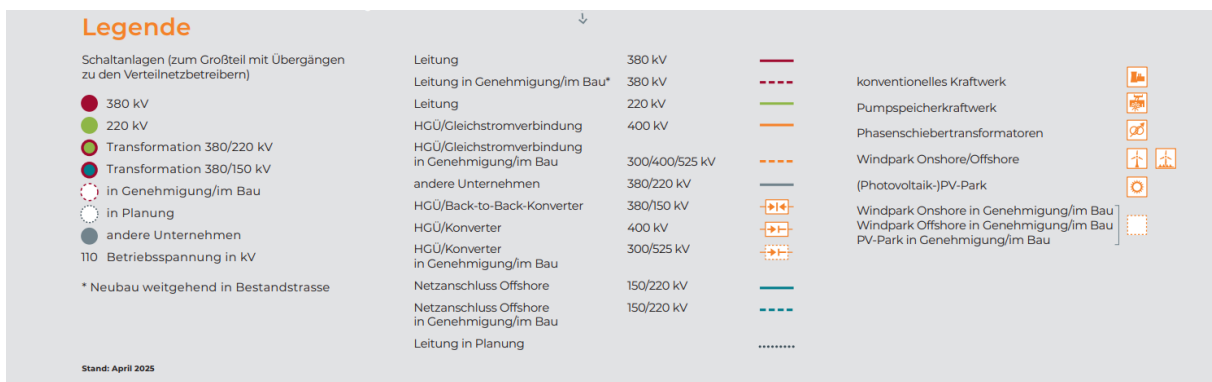 Legende
Schaltanlagen (zum Großteil mit Übergängen
zu den Verteilnetzbetreibern)
380 kV
220 kV
Transformation 380/220 kV
Transformation 380/150 kV
in Genehmigung/im Bau
in Planung
andere Unternehmen
110 Betriebsspannung in kV
* Neubau weitgehend in Bestandstrasse
Stand: April 2025
Leitung 380 kV
Leitung in Genehmigung/im Bau* 380 kV
Leitung 220 kV
HGÜ/Gleichstromverbindung 400 kV
HGÜ/Gleichstromverbindung
in Genehmigung/im Bau 300/400/525 kV
andere Unternehmen 380/220 kV
HGÜ/Back-to-Back-Konverter 380/150 kV
HGÜ/Konverter 400 kV
HGÜ/Konverter 300/525 kV
in Genehmigung/im Bau
Netzanschluss Offshore 150/220 kV
Netzanschluss Offshore 150/220 kV
in Genehmigung/im Bau
Leitung in Planung
konventionelles Kraftwerk
Pumpspeicherkraftwerk
Phasenschiebertransformatoren
Windpark Onshore/Offshore
(Photovoltaik-)PV-Park
Windpark Onshore in Genehmigung/im Bau
Windpark Offshore in Genehmigung/im Bau
PV-Park in Genehmigung/im Bau